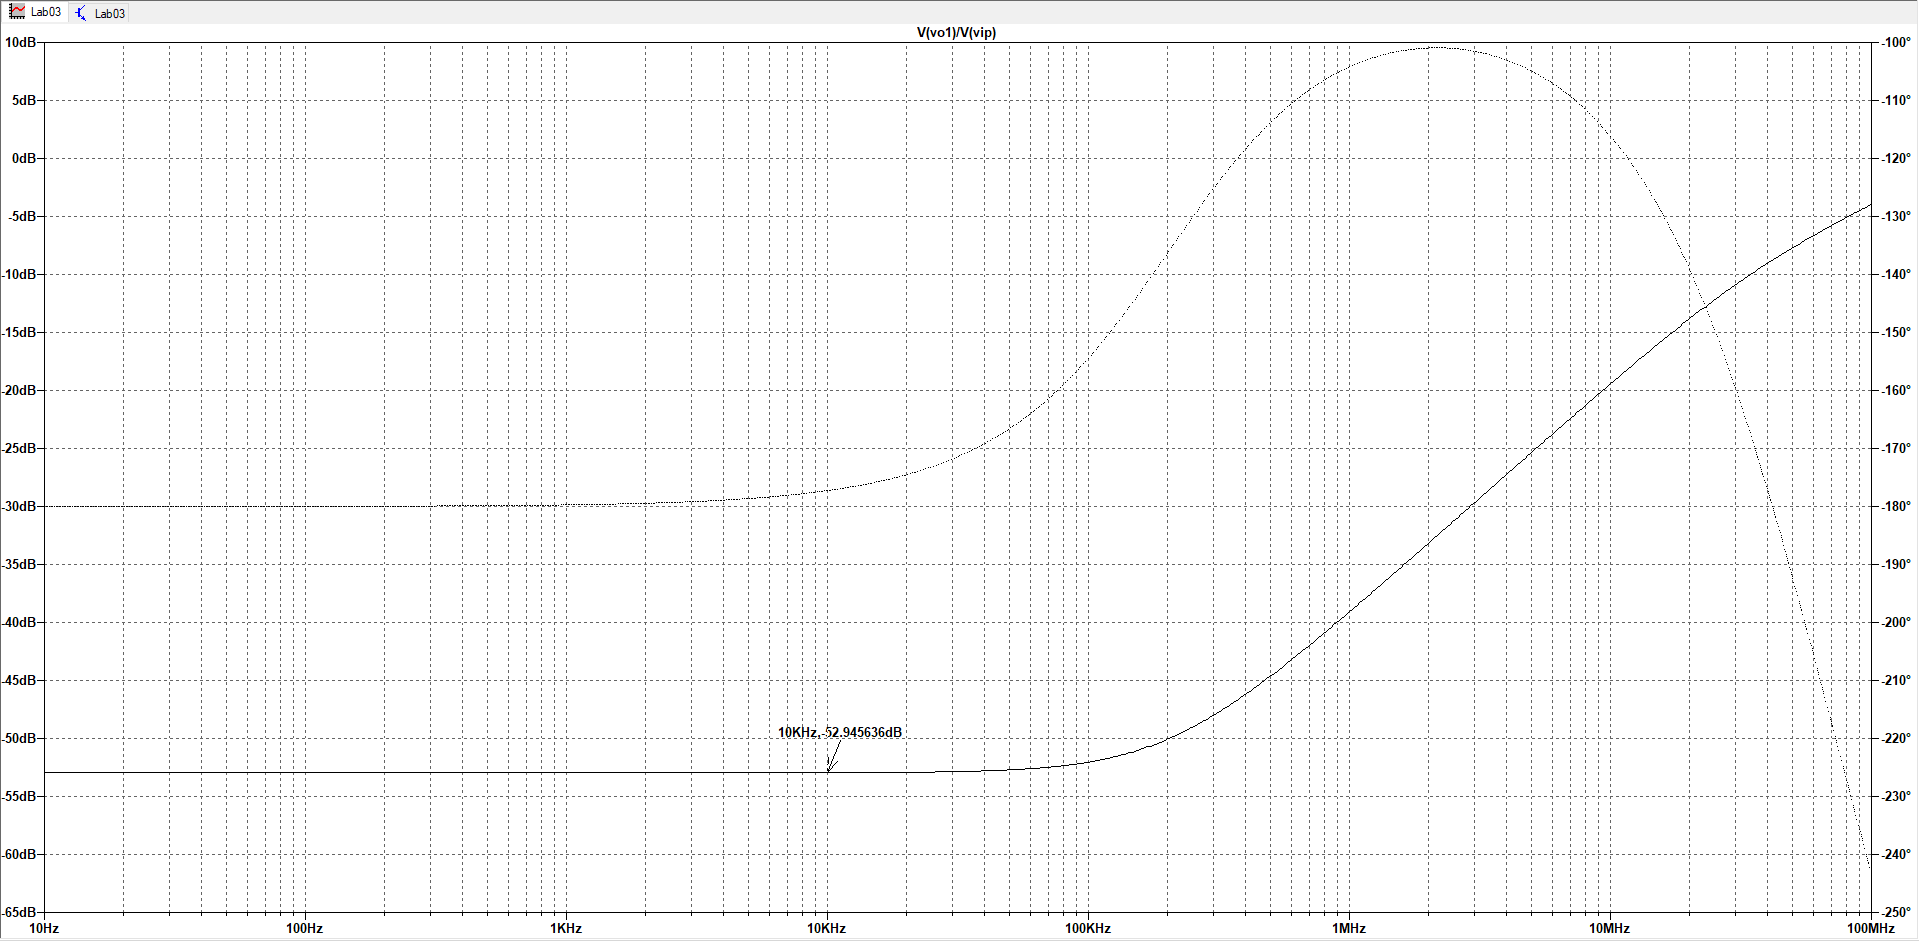 Lab03 Lab03
V(vo1)/V(vip)
10dB -100°
5dB -110°
0dB -120°
-5dB -130°
-10dB -140°
-15dB -150°
-20dB -160°
-25dB -170°
-30dB -180°
-35dB -190°
-40dB -200°
-45dB -210°
10KHz,-52.945636dB
-50dB -220°
-55dB -230°
-60dB -240°
-65dB -250°
10Hz 100Hz 1KHz 10KHz 100KHz 1MHz 10MHz 100MHz